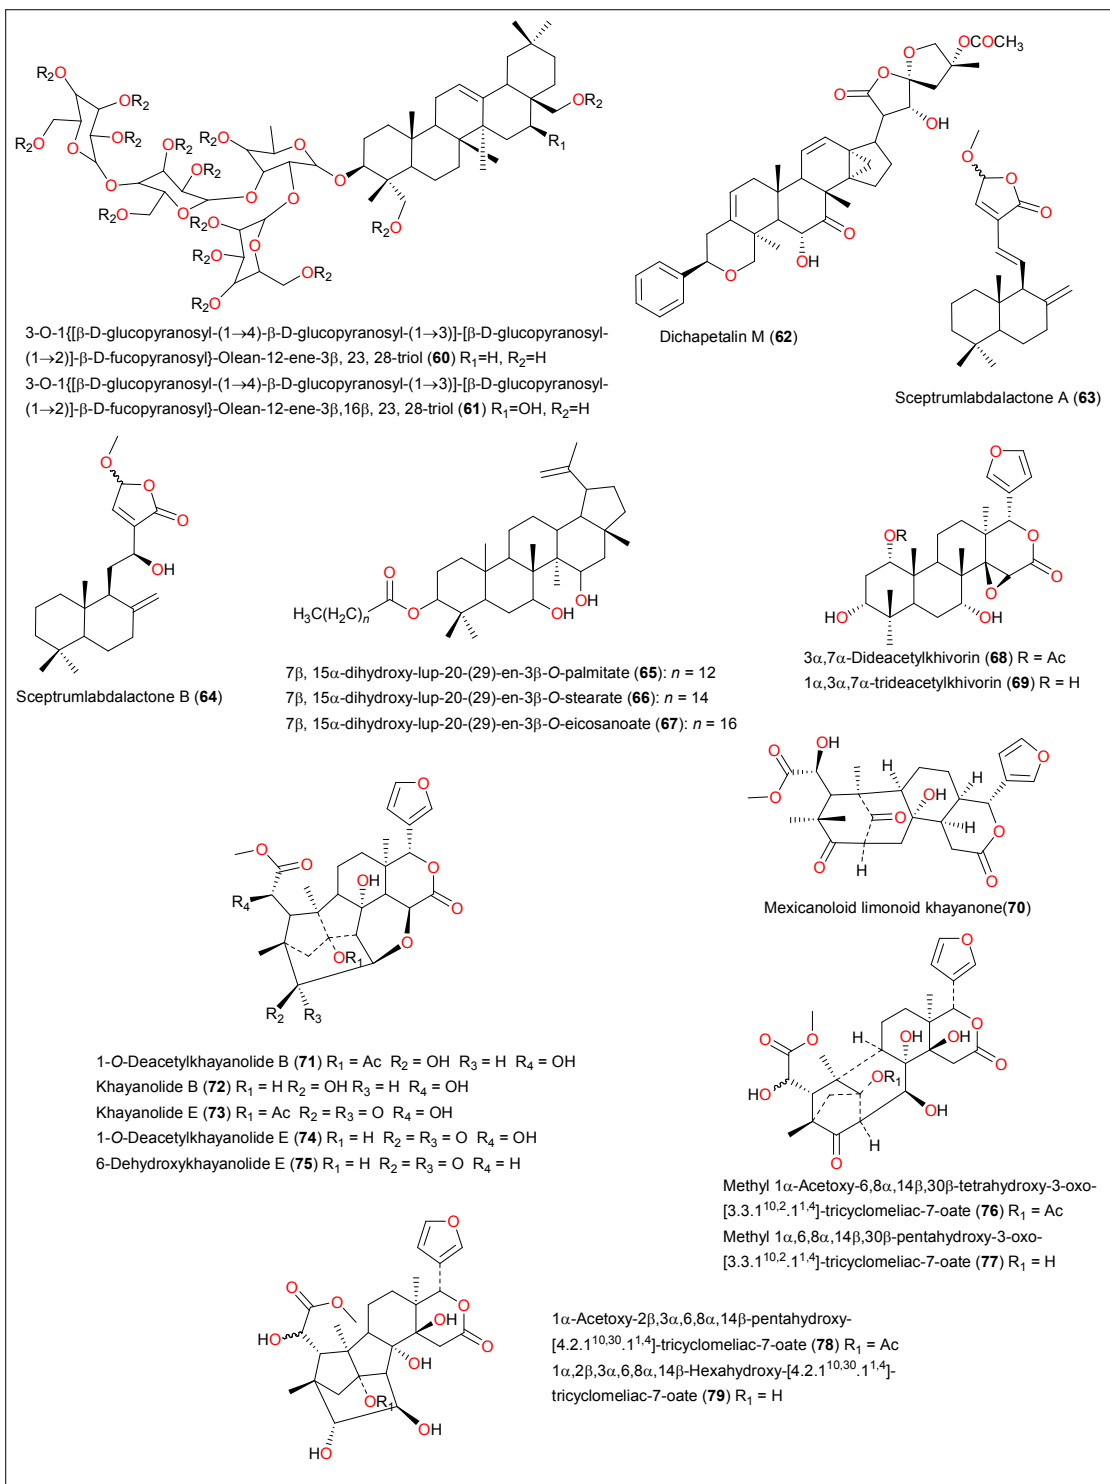 3-O-1{[β-D-glucopyranosyl-(1→4)-β-D-glucopyranosyl-(1→3)]-[β-D-glucopyranosyl-
(1→2)]-β-D-fucopyranosyl}-Olean-12-ene-3β, 23, 28-triol (60) R1=H, R2=H
3-O-1{[β-D-glucopyranosyl-(1→4)-β-D-glucopyranosyl-(1→3)]-[β-D-glucopyranosyl-
(1→2)]-β-D-fucopyranosyl}-Olean-12-ene-3β,16β, 23, 28-triol (61) R1=OH, R2=H
Dichapetalin M (62)
Sceptrumlabdalactone A (63)
Sceptrumlabdalactone B (64)
7β, 15α-dihydroxy-lup-20-(29)-en-3β-O-palmitate (65): n = 12
7β, 15α-dihydroxy-lup-20-(29)-en-3β-O-stearate (66): n = 14
7β, 15α-dihydroxy-lup-20-(29)-en-3β-O-eicosanoate (67): n = 16
3α,7α-Dideacetylkhivorin (68) R = Ac
1α,3α,7α-trideacetylkhivorin (69) R = H
Mexicanoloid limonoid khayanone(70)
1-O-Deacetylkhayanolide B (71) R1 = Ac R2 = OH R3 = H R4 = OH
Khayanolide B (72) R1 = H R2 = OH R3 = H R4 = OH
Khayanolide E (73) R1 = Ac R2 = R3 = O R4 = OH
1-O-Deacetylkhayanolide E (74) R1 = H R2 = R3 = O R4 = OH
6-Dehydroxykhayanolide E (75) R1 = H R2 = R3 = O R4 = H
Methyl 1α-Acetoxy-6,8α,14β,30β-tetrahydroxy-3-oxo-
[3.3.1^10,2.1^1,4]-tricyclomeliac-7-oate (76) R1 = Ac
Methyl 1α,6,8α,14β,30β-pentahydroxy-3-oxo-
[3.3.1^10,2.1^1,4]-tricyclomeliac-7-oate (77) R1 = H
1α-Acetoxy-2β,3α,6,8α,14β-pentahydroxy-
[4.2.1^10,30.1^1,4]-tricyclomeliac-7-oate (78) R1 = Ac
1α,2β,3α,6,8α,14β-Hexahydroxy-[4.2.1^10,30.1^1,4]-
tricyclomeliac-7-oate (79) R1 = H